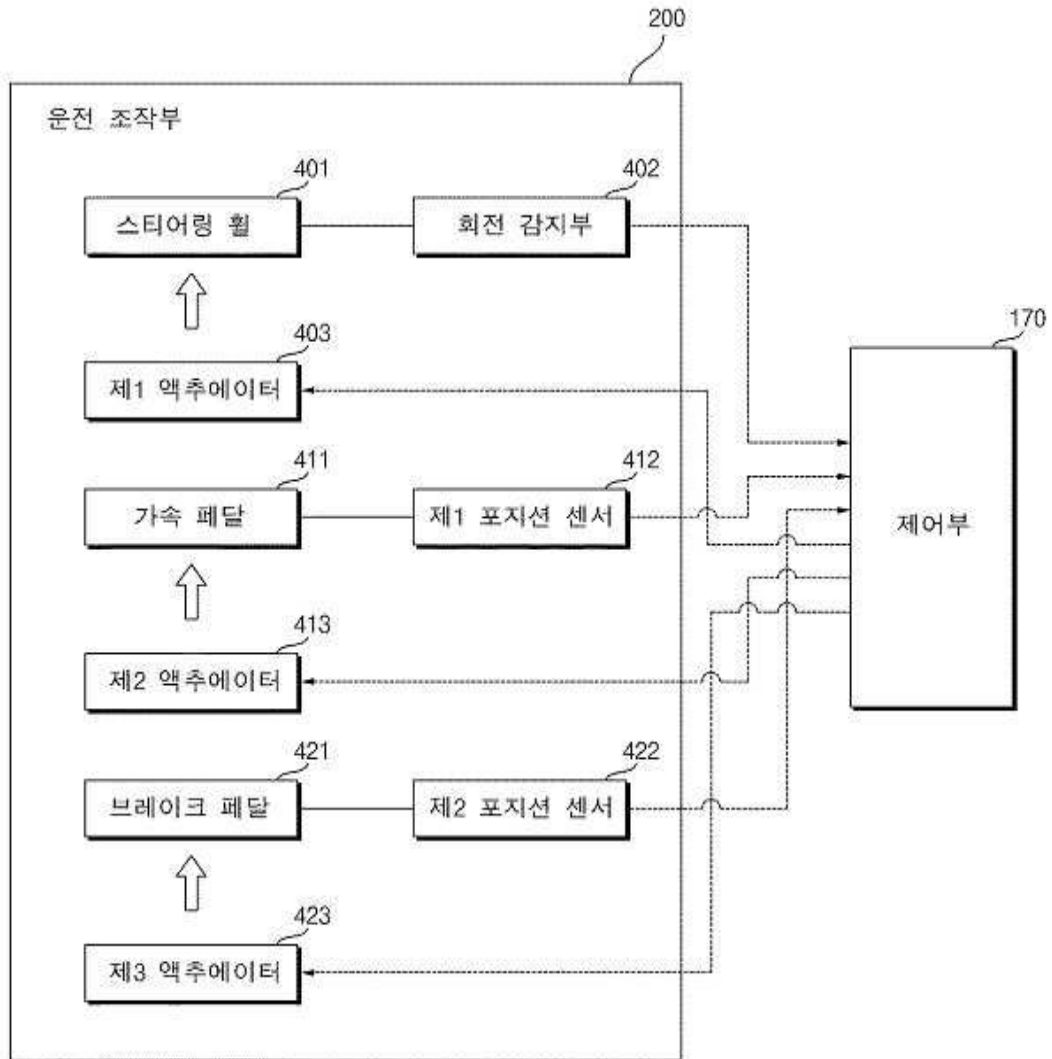 200
운전 조작부
401
402
스티어링 휠
회전 감지부
403
170
제1 액추에이터
411
412
가속 페달
제1 포지션 센서
제어부
413
제2 액추에이터
421
422
브레이크 페달
제2 포지션 센서
423
제3 액추에이터